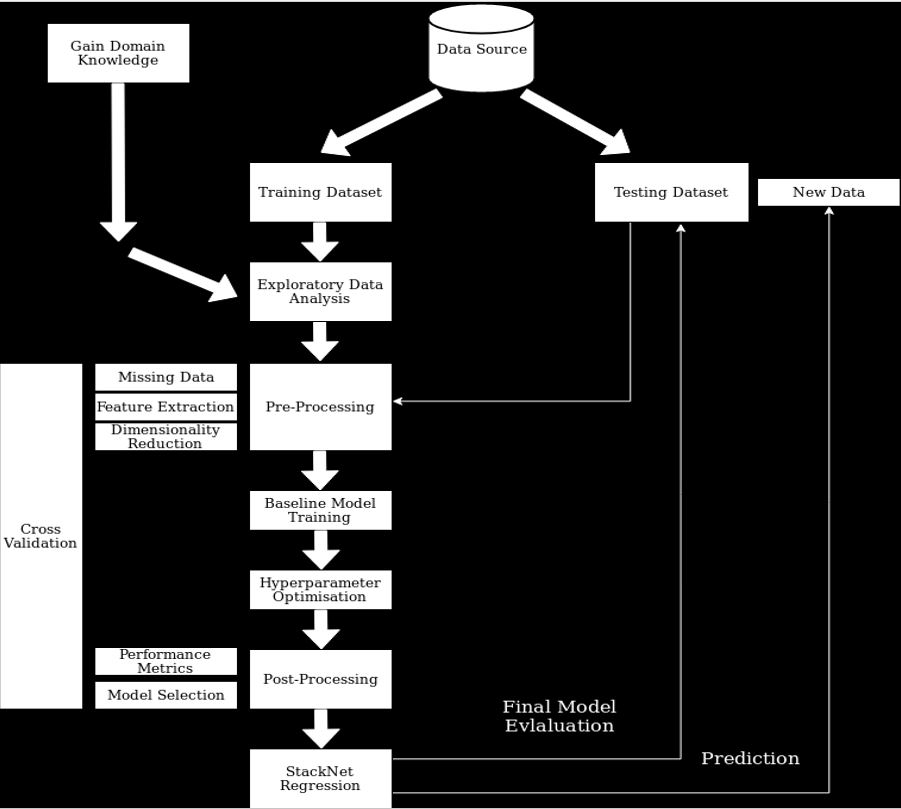 Gain Domain
Knowledge
Data Source
Training Dataset
Testing Dataset
New Data
Exploratory Data
Analysis
Missing Data
Feature Extraction
Dimensionality
Reduction
Pre-Processing
Baseline Model
Training
Cross
Validation
Hyperparameter
Optimisation
Performance
Metrics
Model Selection
Post-Processing
Final Model
Evlaluation
StackNet
Regression
Prediction